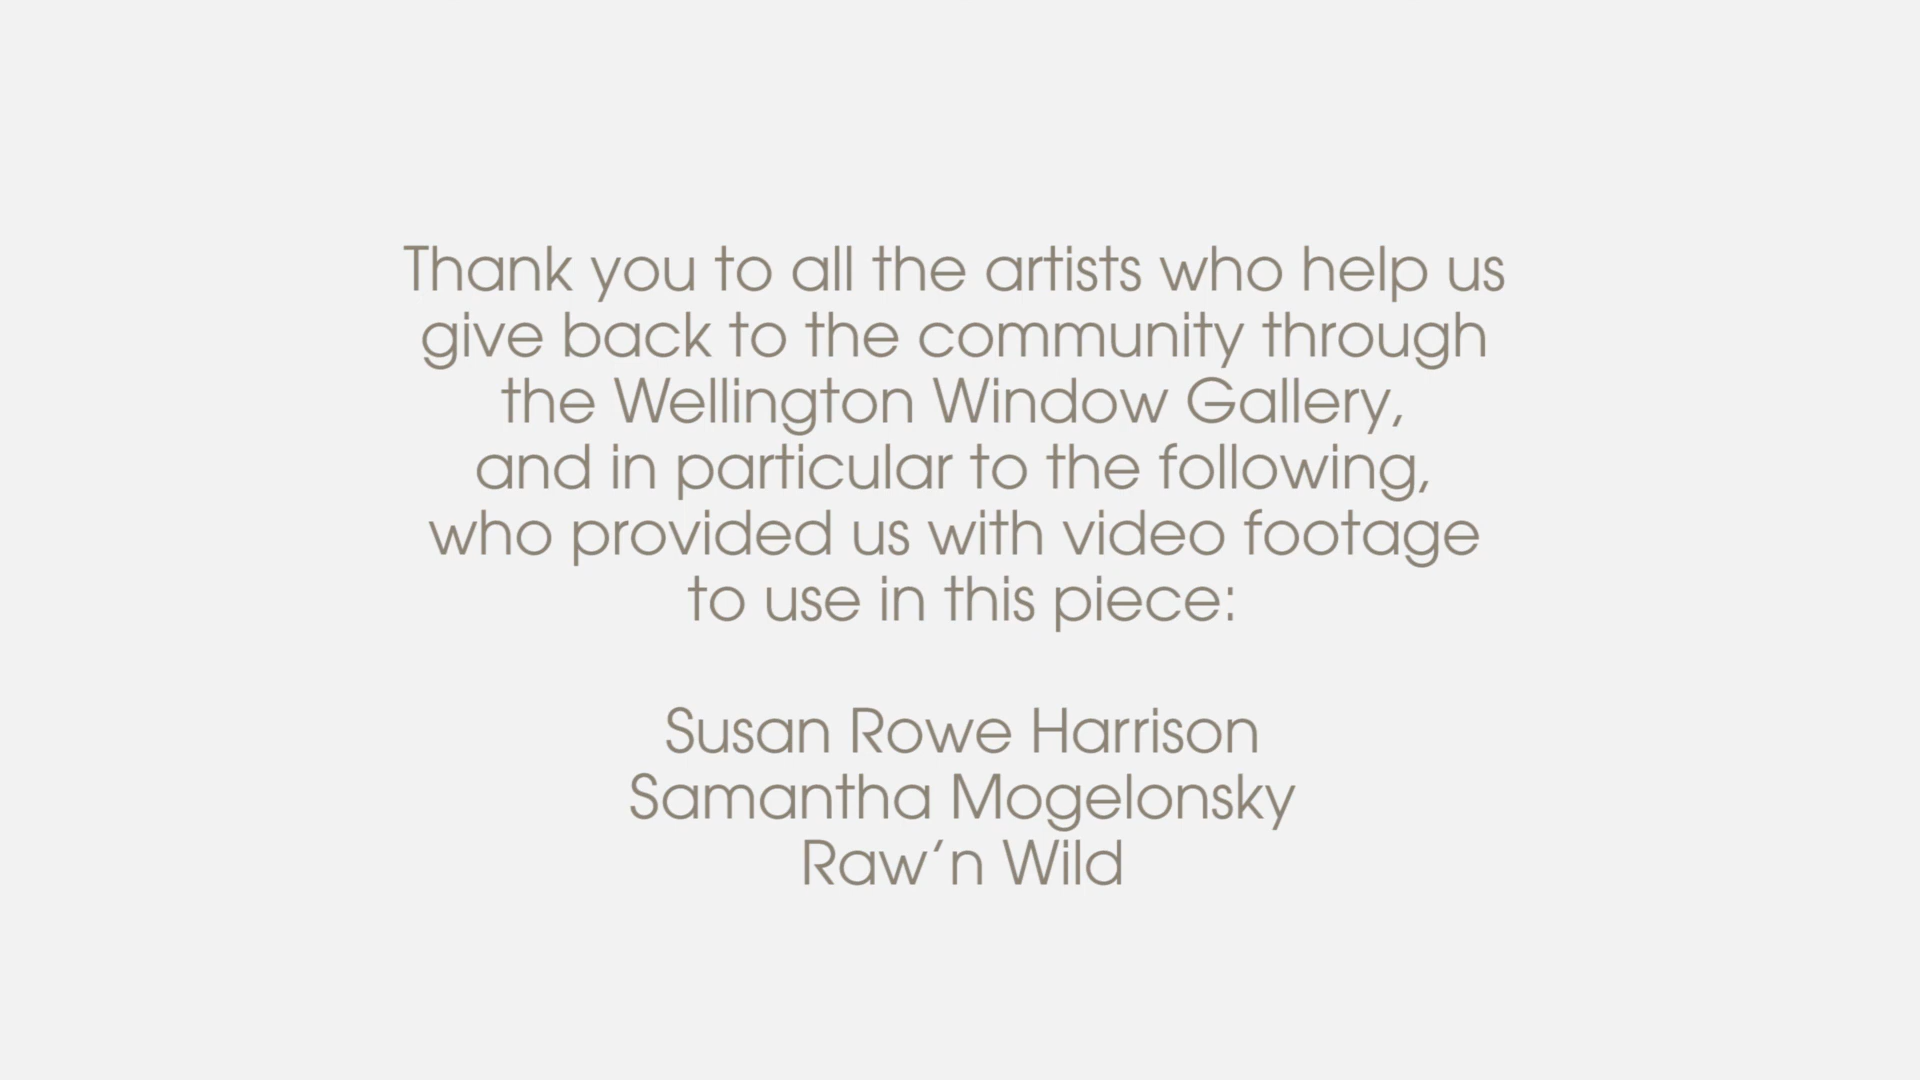 Thank you to all the artists who help us
give back to the community through
the Wellington Window Gallery,
and in particular to the following,
who provided us with video footage
to use in this piece:
Susan Rowe Harrison
Samantha Mogelonsky
Raw‘n Wild